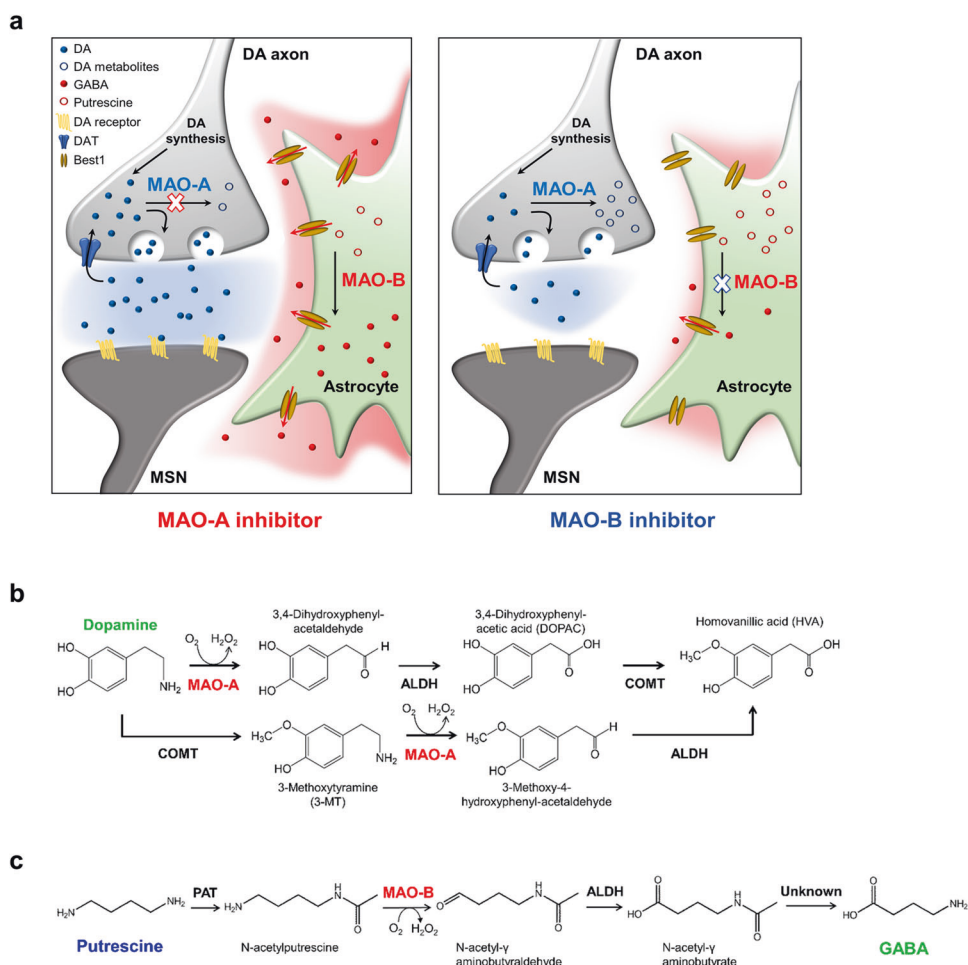 a
DA
DA metabolites
GABA
Putrescine
DA receptor
DAT
Best1
DA axon
DA
synthesis
MAO-A
MAO-B
Astrocyte
MSN
DA axon
DA
synthesis
MAO-A
MAO-B
Astrocyte
MSN
MAO-A inhibitor
MAO-B inhibitor
b
Dopamine
HO
HO
NH2
O2 H2O2
MAO-A
3,4-Dihydroxyphenyl-
acetaldehyde
HO
HO
H
O
ALDH
3,4-Dihydroxyphenyl-
acetic acid (DOPAC)
HO
HO
OH
O
COMT
Homovanillic acid (HVA)
H3C
O
HO
OH
O
COMT
H3C
O
HO
NH2
3-Methoxytyramine
(3-MT)
O2 H2O2
MAO-A
H3C
O
HO
H
O
3-Methoxy-4-
hydroxyphenyl-acetaldehyde
ALDH
c
H2N
NH2
Putrescine
PAT
H2N
H
N
O
N-acetylputrescine
MAO-B
O2 H2O2
O
H
N
O
N-acetyl-γ
aminobutyraldehyde
ALDH
O
HO
H
N
O
N-acetyl-γ
aminobutyrate
Unknown
O
HO
NH2
GABA